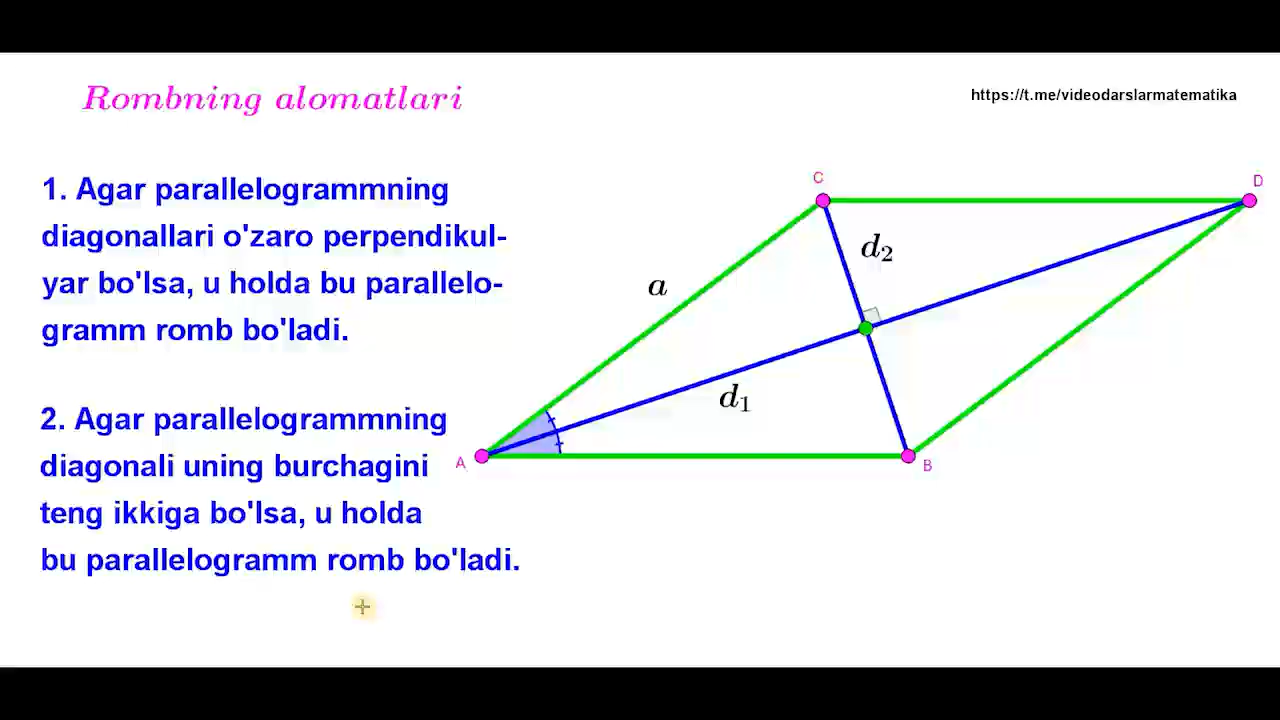 Rombning alomatlari
https://t.me/videodarslarmatematika
1. Agar parallelogrammning
diagonallari o'zaro perpendikul-
yar bo'lsa, u holda bu parallelo-
gramm romb bo'ladi.
2. Agar parallelogrammning
diagonali uning burchagini
teng ikkiga bo'lsa, u holda
bu parallelogramm romb bo'ladi.
C
D
d2
a
d1
A
B